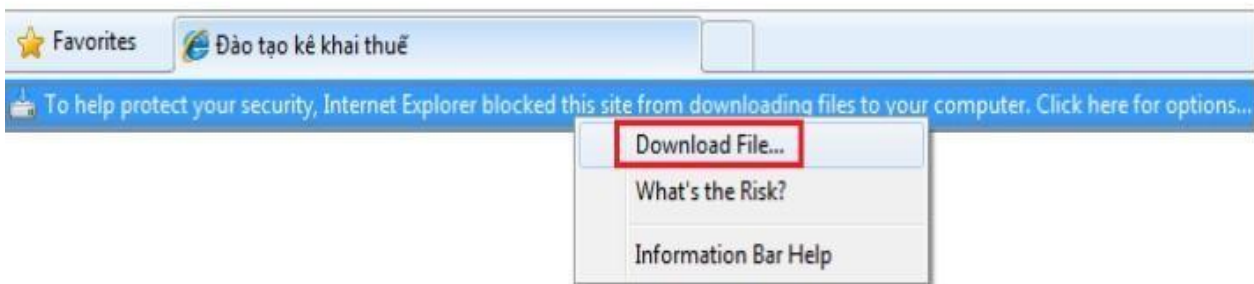 Favorites
Đào tạo kê khai thuế
To help protect your security, Internet Explorer blocked this site from downloading files to your computer. Click here for options...
Download File...
What's the Risk?
Information Bar Help